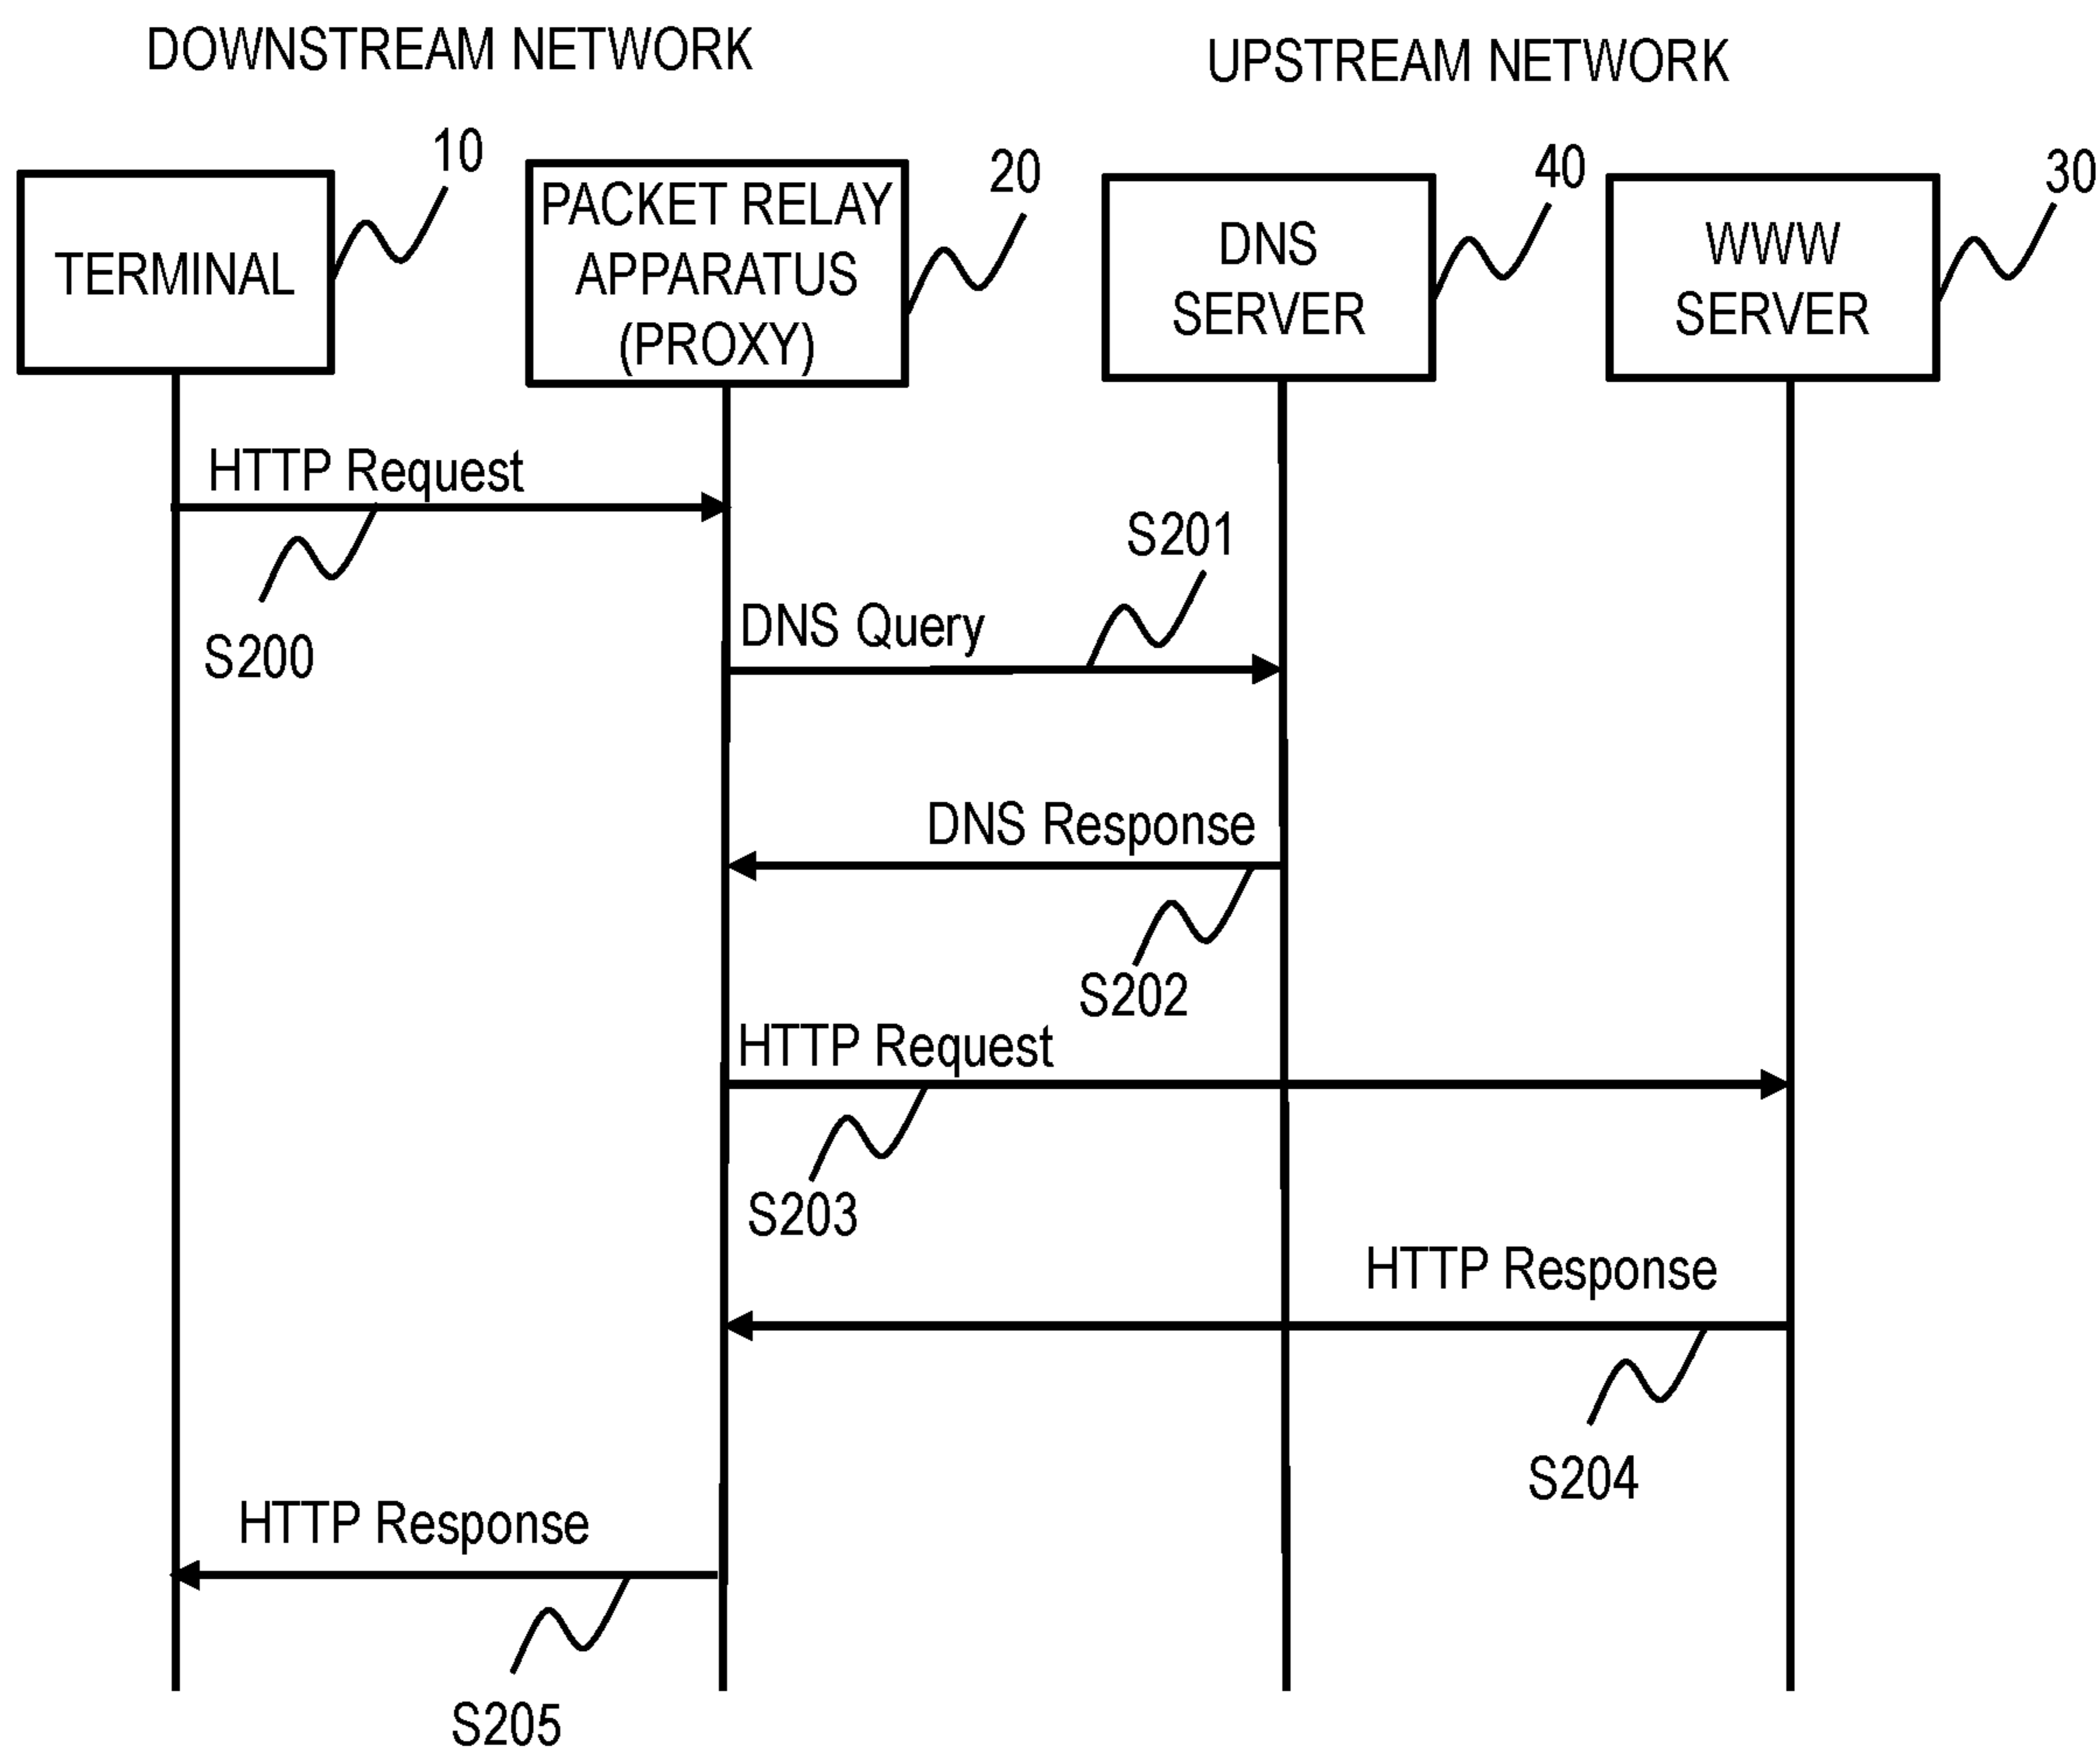 DOWNSTREAM NETWORK
UPSTREAM NETWORK
10
20
40
30
TERMINAL
PACKET RELAY
APPARATUS
(PROXY)
DNS
SERVER
WWW
SERVER
HTTP Request
S200
S201
DNS Query
DNS Response
S202
HTTP Request
S203
HTTP Response
S204
HTTP Response
S205